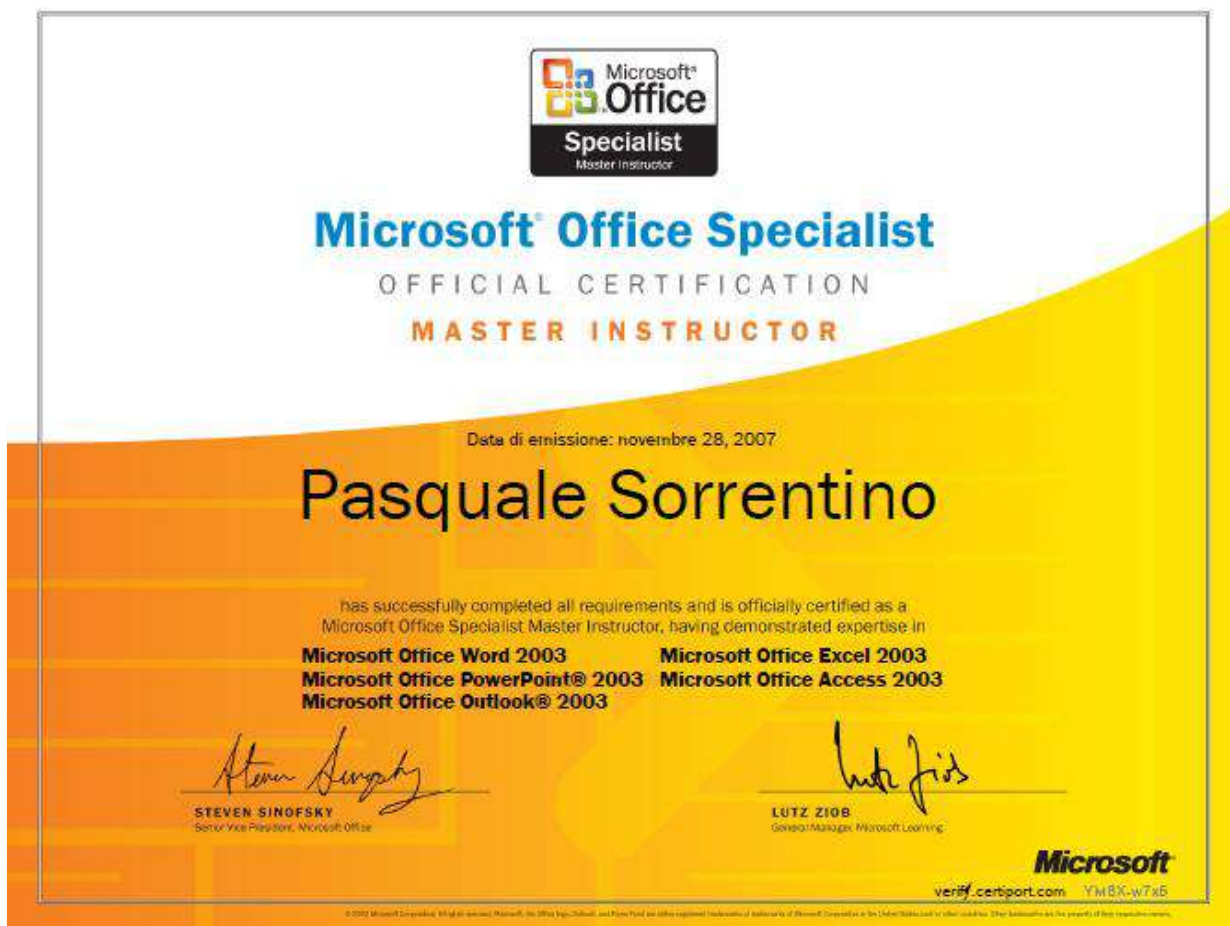 Microsoft®
Office
Specialist
Master Instructor
Microsoft® Office Specialist
OFFICIAL CERTIFICATION
MASTER INSTRUCTOR
Data di emissione: novembre 28, 2007
Pasquale Sorrentino
has successfully completed all requirements and is officially certified as a
Microsoft Office Specialist Master Instructor, having demonstrated expertise in
Microsoft Office Word 2003 Microsoft Office Excel 2003
Microsoft Office PowerPoint® 2003 Microsoft Office Access 2003
Microsoft Office Outlook® 2003
STEVEN SINOFSKY
Senior Vice President, Microsoft Office
LUTZ ZIOB
General Manager, Microsoft Learning
Microsoft
verify.certiport.com YM8X-w7x6